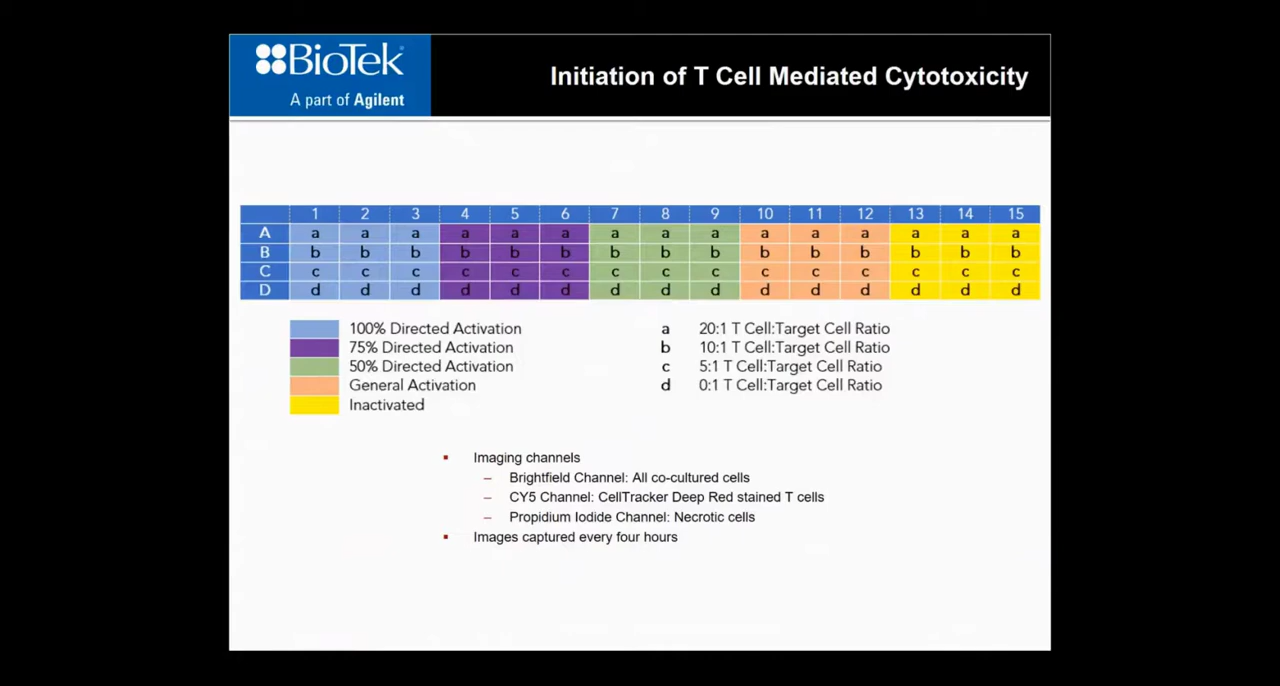 BioTek
A part of Agilent
Initiation of T Cell Mediated Cytotoxicity
1 2 3 4 5 6 7 8 9 10 11 12 13 14 15
A a a a a a a a a a a a a a a a
B b b b b b b b b b b b b b b b
C c c c c c c c c c c c c c c c
D d d d d d d d d d d d d d d d
100% Directed Activation
75% Directed Activation
50% Directed Activation
General Activation
Inactivated
a 20:1 T Cell:Target Cell Ratio
b 10:1 T Cell:Target Cell Ratio
c 5:1 T Cell:Target Cell Ratio
d 0:1 T Cell:Target Cell Ratio
▪ Imaging channels
– Brightfield Channel: All co-cultured cells
– CY5 Channel: CellTracker Deep Red stained T cells
– Propidium Iodide Channel: Necrotic cells
▪ Images captured every four hours